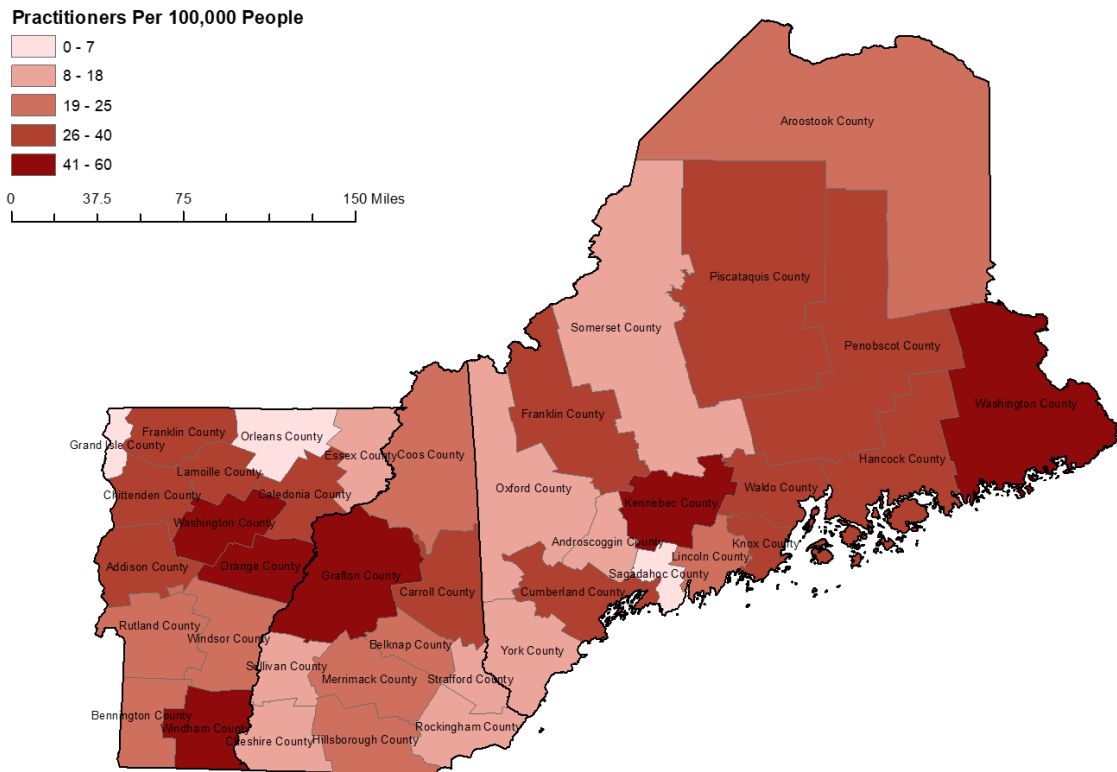 Practitioners Per 100,000 People
0 - 7
8 - 18
19 - 25
26 - 40
41 - 60
0 37.5 75 150 Miles
Aroostook County
Piscataquis County
Somerset County
Penobscot County
Washington County
Franklin County
Franklin County
Orleans County
Grand Isle County
Essex County
Coos County
Hancock County
Lamoille County
Chittenden County
Caledonia County
Oxford County
Waldo County
Kennebec County
Washington County
Androscoggin County
Knox County
Lincoln County
Addison County
Orange County
Grafton County
Sagadahoc County
Carroll County
Cumberland County
Rutland County
Windsor County
Belknap County
York County
Sullivan County
Merrimack County
Strafford County
Bennington County
Windham County
Cheshire County
Hillsborough County
Rockingham County